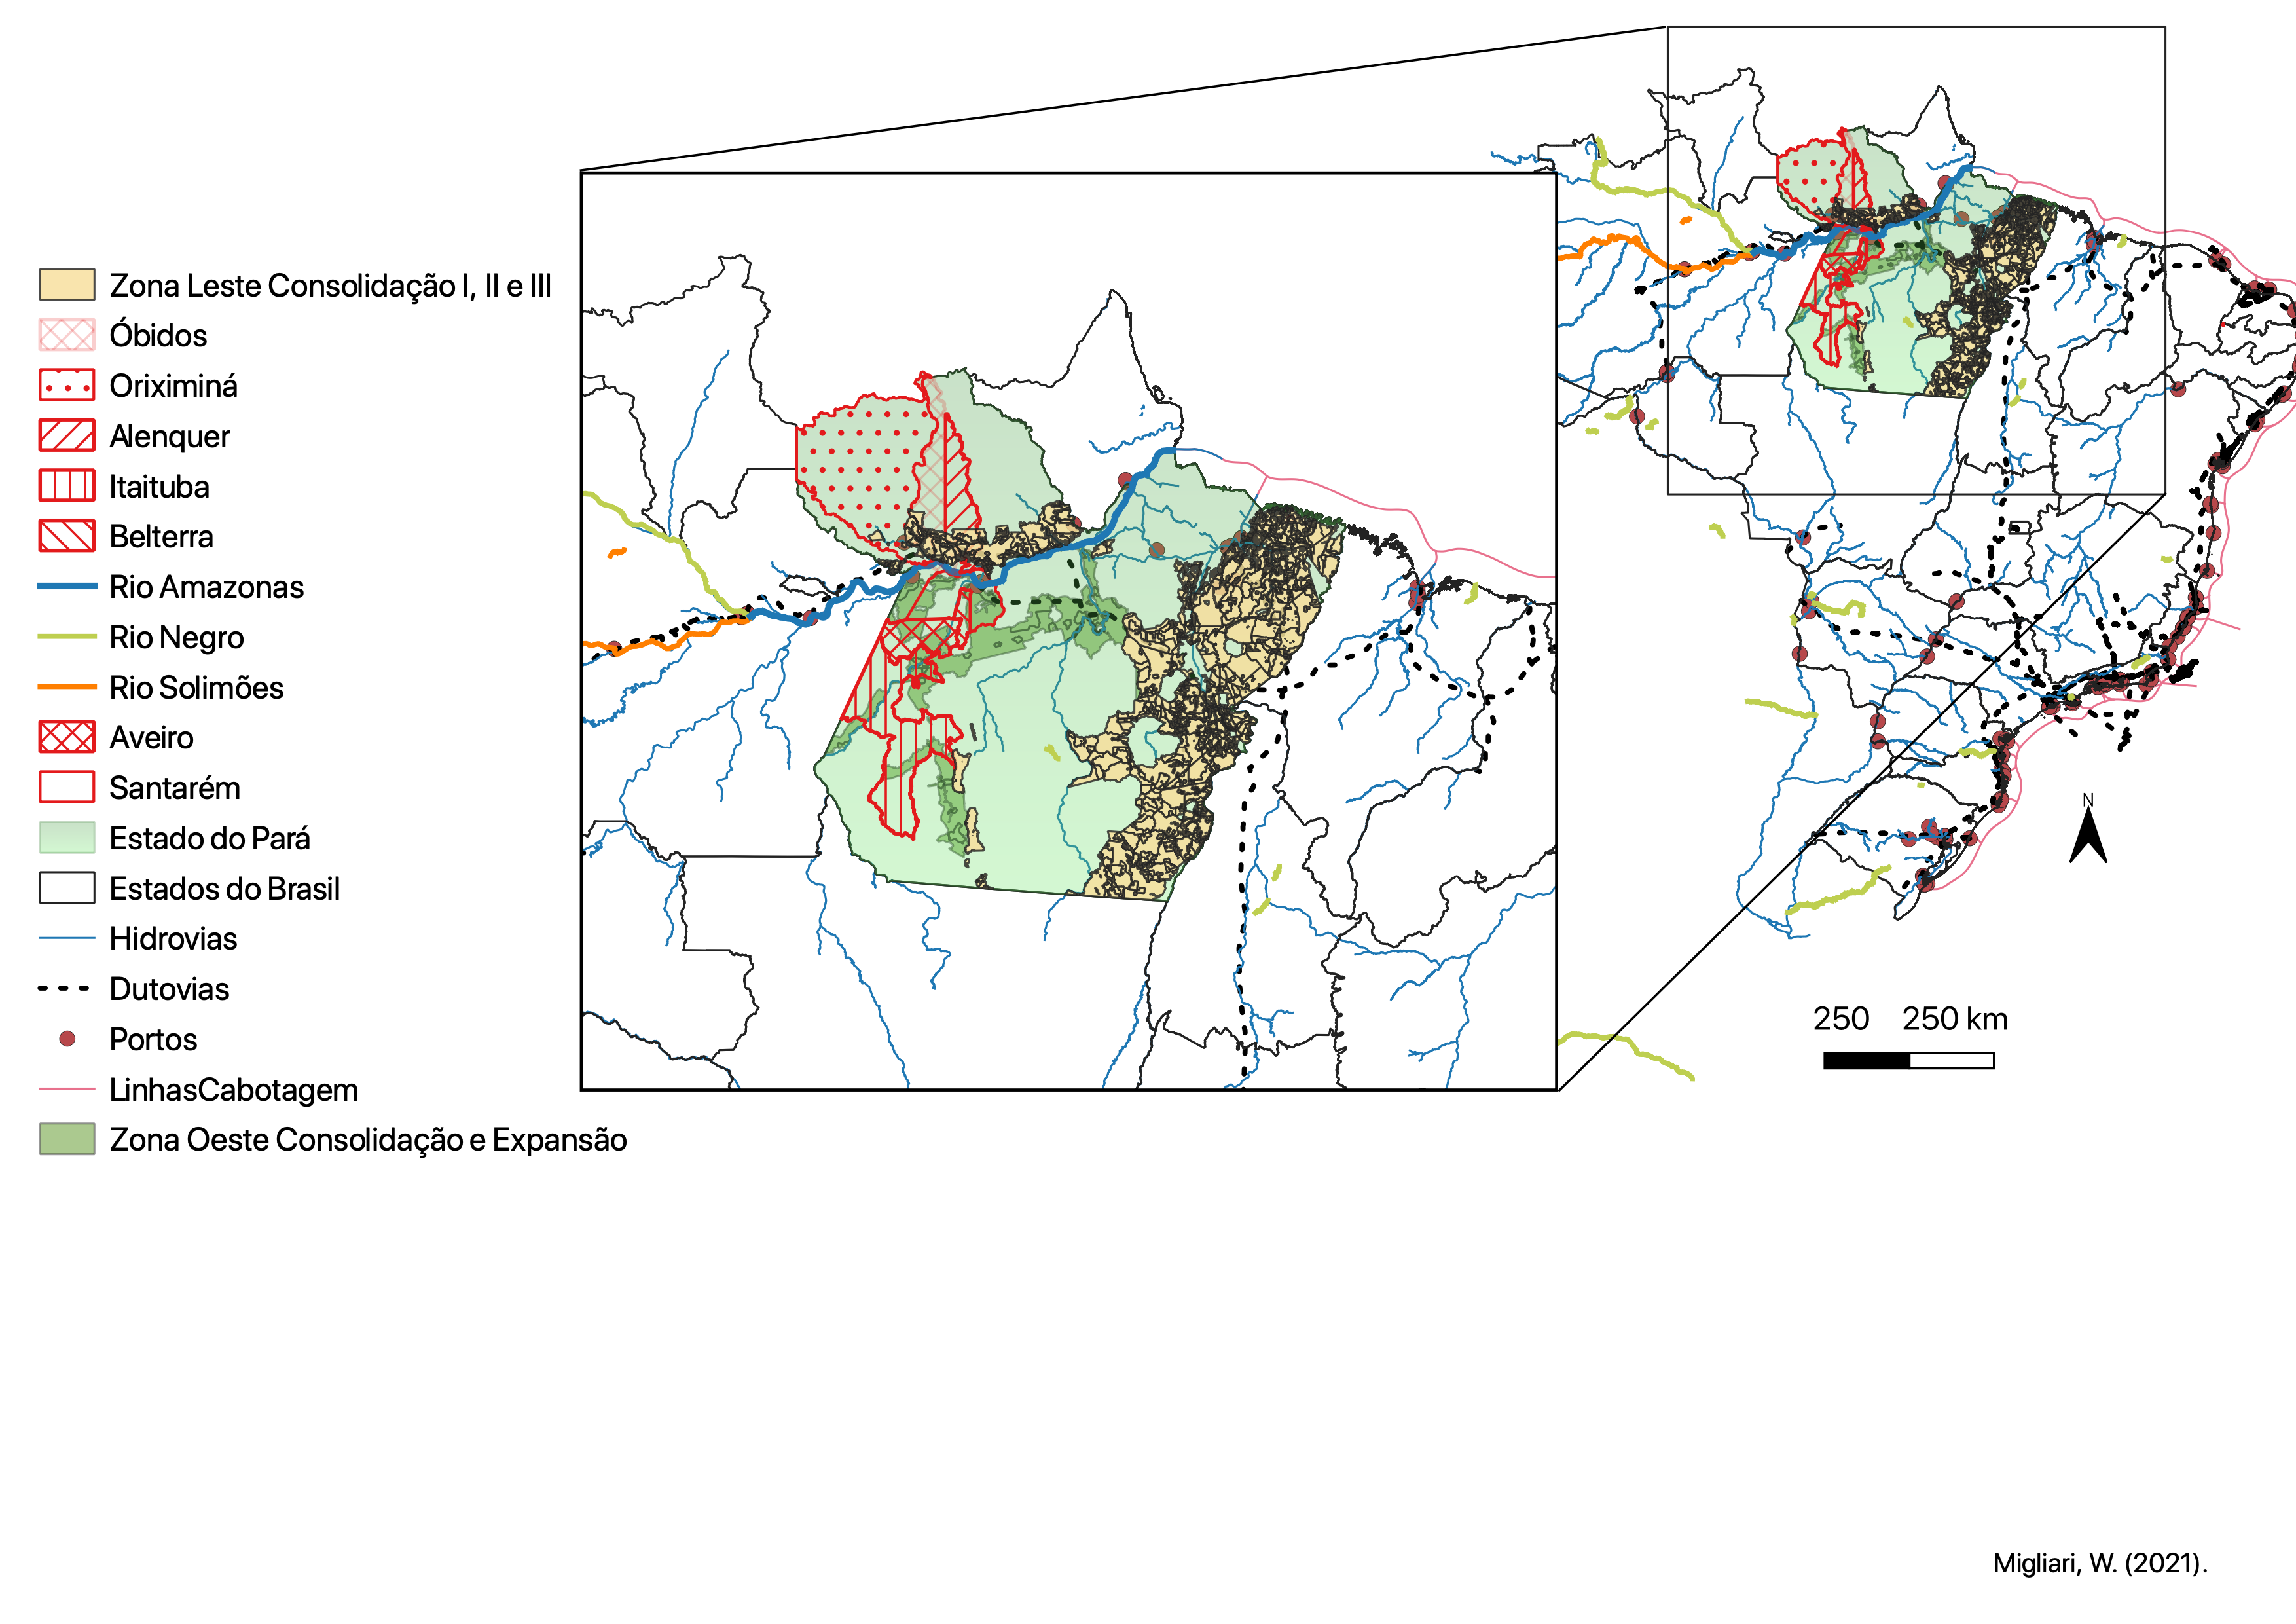 Zona Leste Consolidação I, II e III
Óbidos
Oriximiná
Alenquer
Itaituba
Belterra
Rio Amazonas
Rio Negro
Rio Solimões
Aveiro
Santarém
Estado do Pará
Estados do Brasil
Hidrovias
Dutovias
Portos
LinhasCabotagem
Zona Oeste Consolidação e Expansão
N
250 250 km
Migliari, W. (2021).